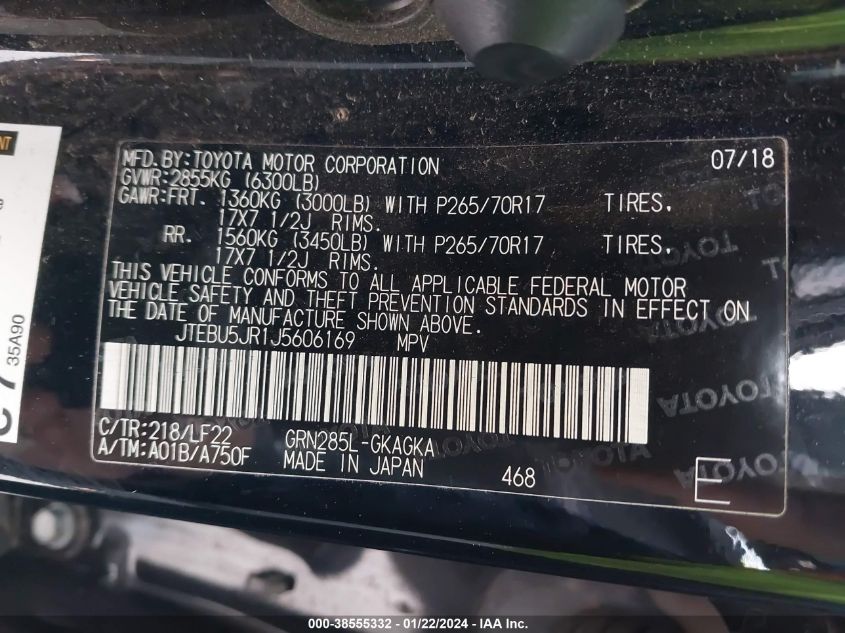 MFD. BY: TOYOTA MOTOR CORPORATION 07/18
GVWR: 2855KG (6300LB)
GAWR: FRT. 1360KG (3000LB) WITH P265/70R17 TIRES.
17X7 1/2J RIMS.
RR. 1560KG (3450LB) WITH P265/70R17 TIRES.
17X7 1/2J RIMS.
THIS VEHICLE CONFORMS TO ALL APPLICABLE FEDERAL MOTOR
VEHICLE SAFETY AND THEFT PREVENTION STANDARDS IN EFFECT ON
THE DATE OF MANUFACTURE SHOWN ABOVE.
JTEBU5JR1J5606169 MPV
C/TR: 218/LF22 GRN285L-GKAGKA
A/TM: A01B/A750F MADE IN JAPAN 468 E
35A90
TOYOTA
TOYOTA
TOYOTA
000-38555332 - 01/22/2024 - IAA Inc.